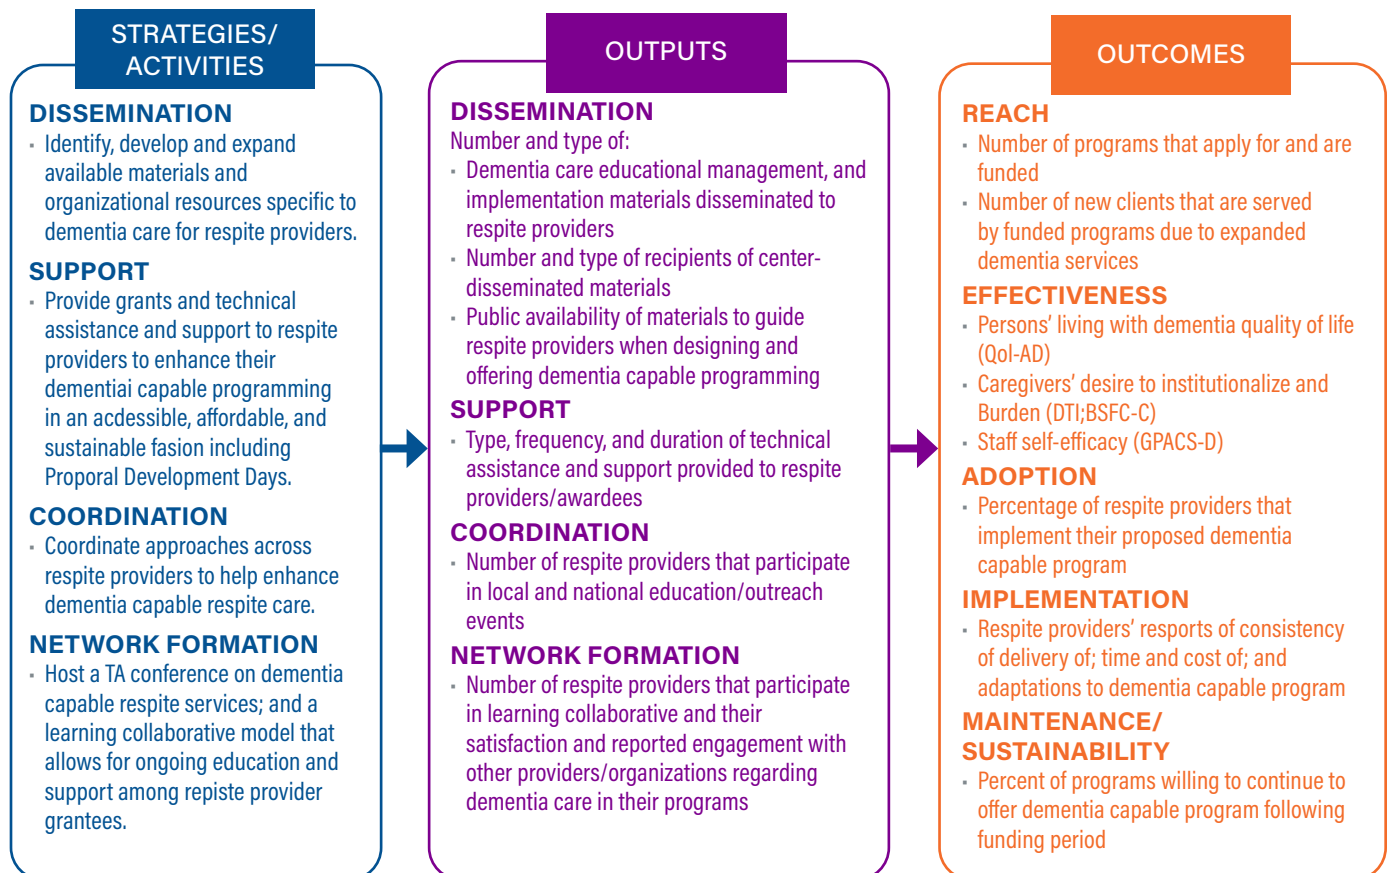 STRATEGIES/
ACTIVITIES
DISSEMINATION
· Identify, develop and expand
available materials and
organizational resources specific to
dementia care for respite providers.
SUPPORT
· Provide grants and technical
assistance and support to respite
providers to enhance their
dementiai capable programming
in an acdessible, affordable, and
sustainable fasion including
Proporal Development Days.
COORDINATION
· Coordinate approaches across
respite providers to help enhance
dementia capable respite care.
NETWORK FORMATION
· Host a TA conference on dementia
capable respite services; and a
learning collaborative model that
allows for ongoing education and
support among repiste provider
grantees.
OUTPUTS
DISSEMINATION
Number and type of:
· Dementia care educational management, and
implementation materials disseminated to
respite providers
· Number and type of recipients of center-
disseminated materials
· Public availability of materials to guide
respite providers when designing and
offering dementia capable programming
SUPPORT
· Type, frequency, and duration of technical
assistance and support provided to respite
providers/awardees
COORDINATION
· Number of respite providers that participate
in local and national education/outreach
events
NETWORK FORMATION
· Number of respite providers that participate
in learning collaborative and their
satisfaction and reported engagement with
other providers/organizations regarding
dementia care in their programs
OUTCOMES
REACH
· Number of programs that apply for and are
funded
· Number of new clients that are served
by funded programs due to expanded
dementia services
EFFECTIVENESS
· Persons' living with dementia quality of life
(Qol-AD)
· Caregivers' desire to institutionalize and
Burden (DTI;BSFC-C)
· Staff self-efficacy (GPACS-D)
ADOPTION
· Percentage of respite providers that
implement their proposed dementia
capable program
IMPLEMENTATION
· Respite providers' resports of consistency
of delivery of; time and cost of; and
adaptations to dementia capable program
MAINTENANCE/
SUSTAINABILITY
· Percent of programs willing to continue to
offer dementia capable program following
funding period